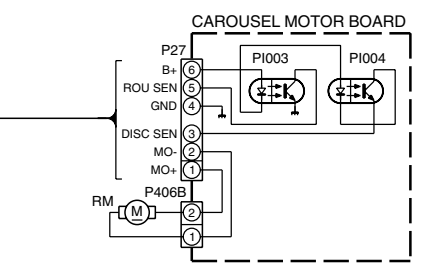 CAROUSEL MOTOR BOARD
P27
PI003
PI004
B+
6
ROU SEN
5
GND
4
DISC SEN
3
MO-
2
MO+
1
P406B
RM
M
2
1